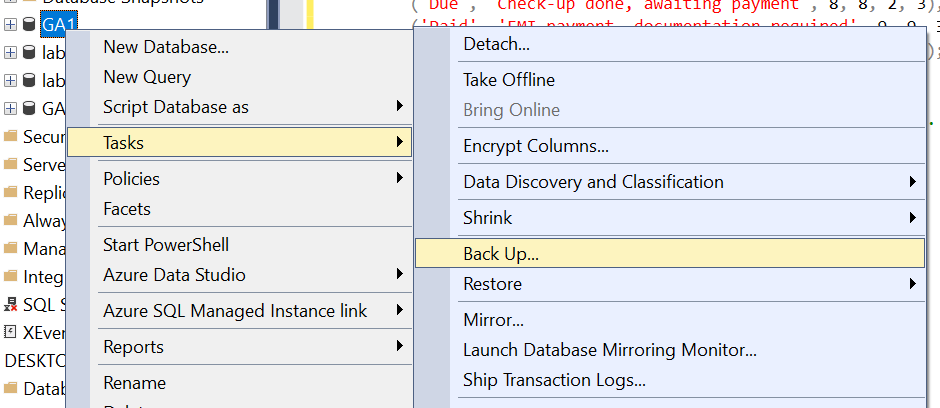 Database Snapshots
GA1
lab
lab
GA
Secur
Serve
Replic
Alway
Mana
Integ
SQL S
XEver
DESKTO
Datab
New Database...
New Query
Script Database as
Tasks
Policies
Facets
Start PowerShell
Azure Data Studio
Azure SQL Managed Instance link
Reports
Rename
Detach...
Take Offline
Bring Online
Encrypt Columns...
Data Discovery and Classification
Shrink
Back Up...
Restore
Mirror...
Launch Database Mirroring Monitor...
Ship Transaction Logs...
('Due', 'Check-up done, awaiting payment', 8, 8, 2, 3),
('Paid', 'EMI payment, documentation required', 9, 9, 3
);